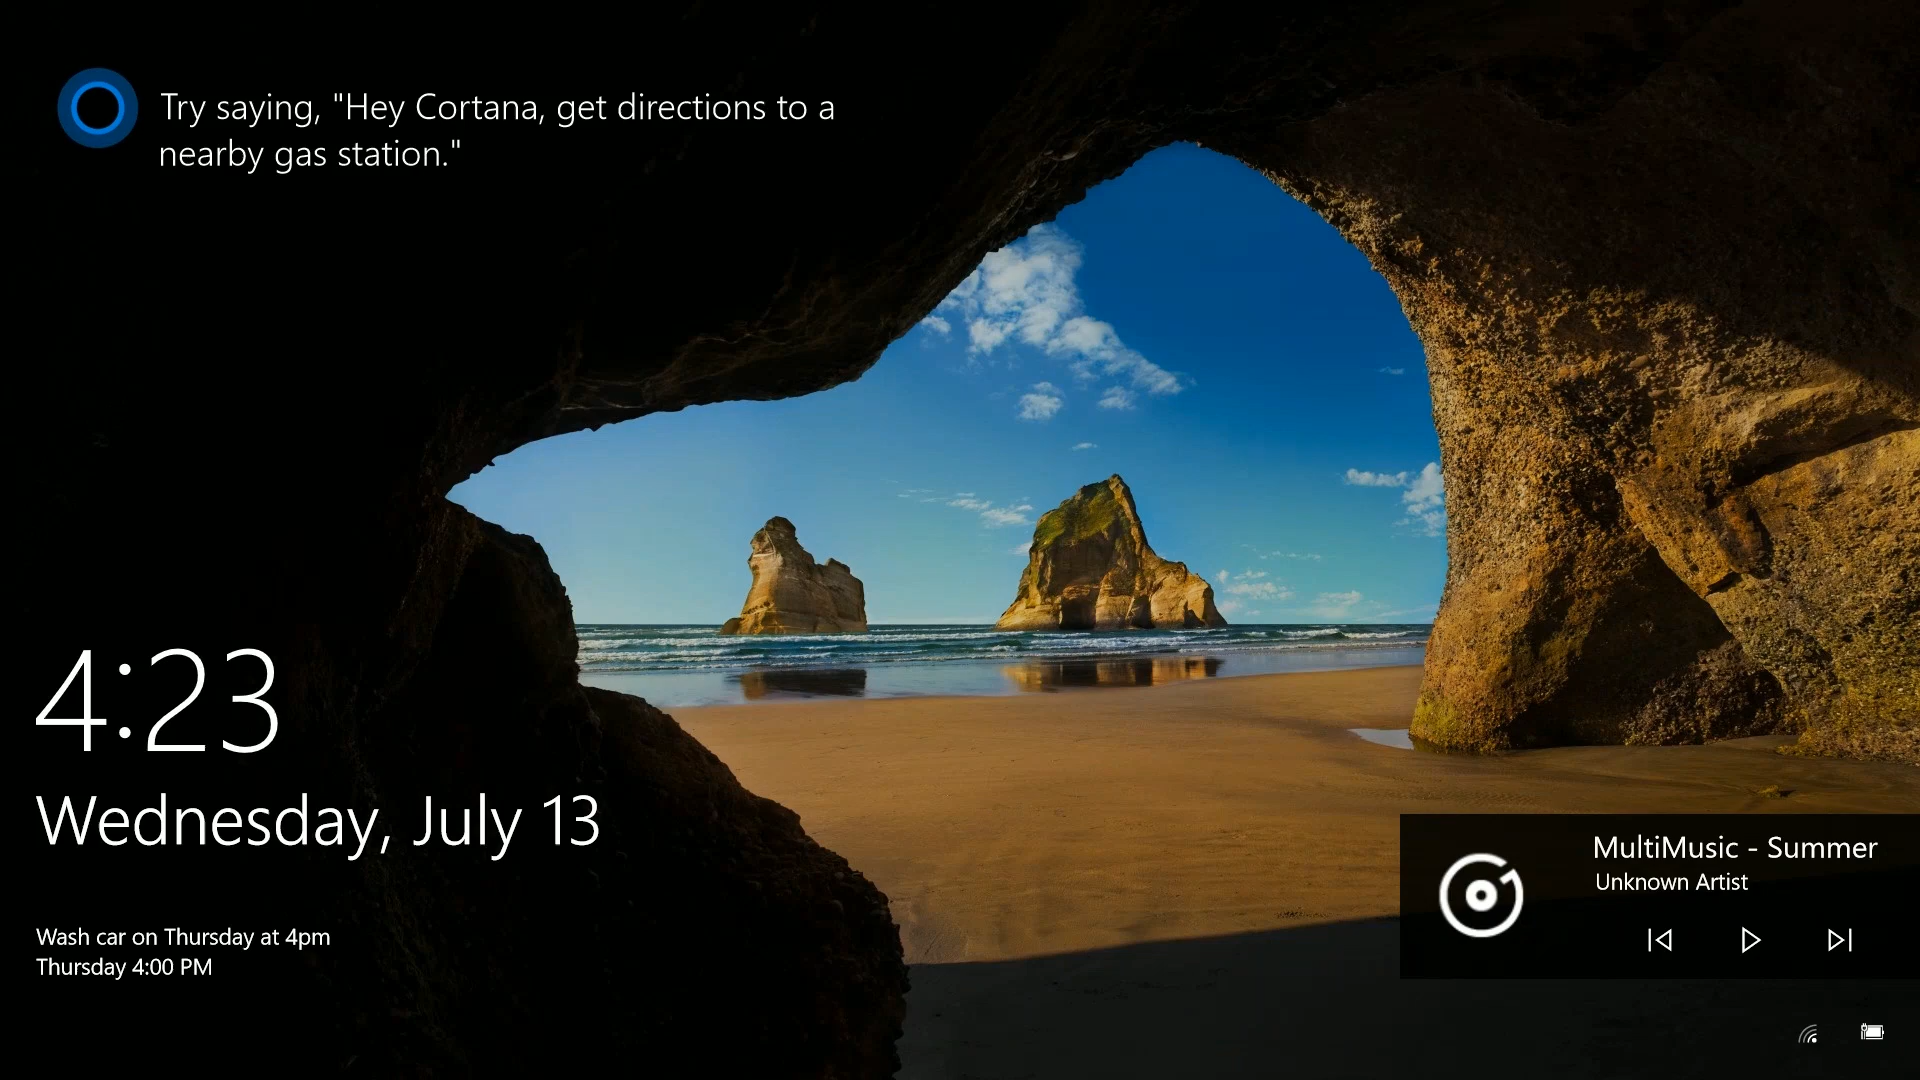 Try saying, "Hey Cortana, get directions to a
nearby gas station."
4:23
Wednesday, July 13
Wash car on Thursday at 4pm
Thursday 4:00 PM
MultiMusic - Summer
Unknown Artist